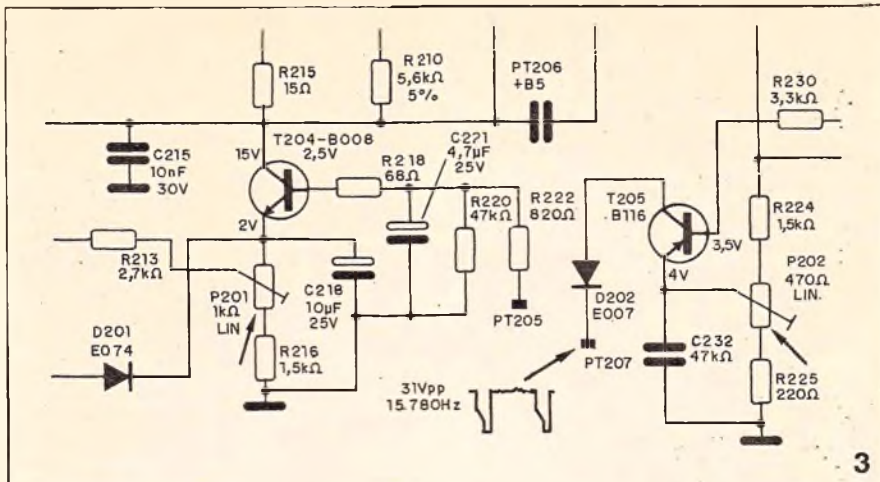 R215
15Ω
R210
5,6kΩ
5%
PT206
+B5
R230
3,3kΩ
C215
10nF
30V
15V
T204-B008
2,5V
C221
4,7µF
25V
R218
68Ω
R220
47kΩ
R222
820Ω
T205
B116
R224
1,5kΩ
3,5V
2V
4V
R213
2,7kΩ
P201
1kΩ
LIN
C218
10µF
25V
PT205
D202
E007
P202
470Ω
LIN.
D201
E074
R216
1,5kΩ
C232
47kΩ
PT207
R225
220Ω
31Vpp
15.780Hz
3